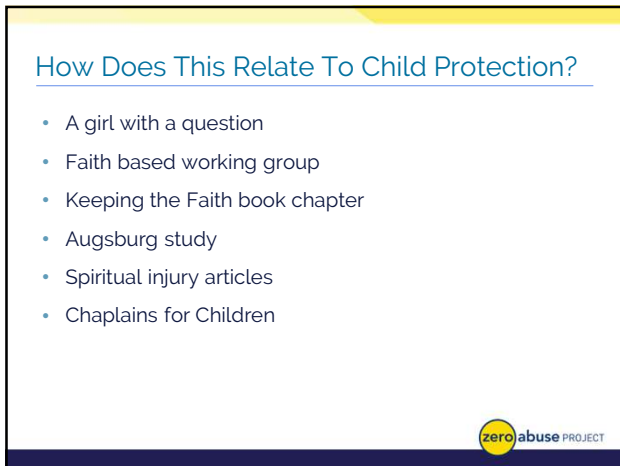 How Does This Relate To Child Protection?
• A girl with a question
• Faith based working group
• Keeping the Faith book chapter
• Augsburg study
• Spiritual injury articles
• Chaplains for Children
zero abuse PROJECT